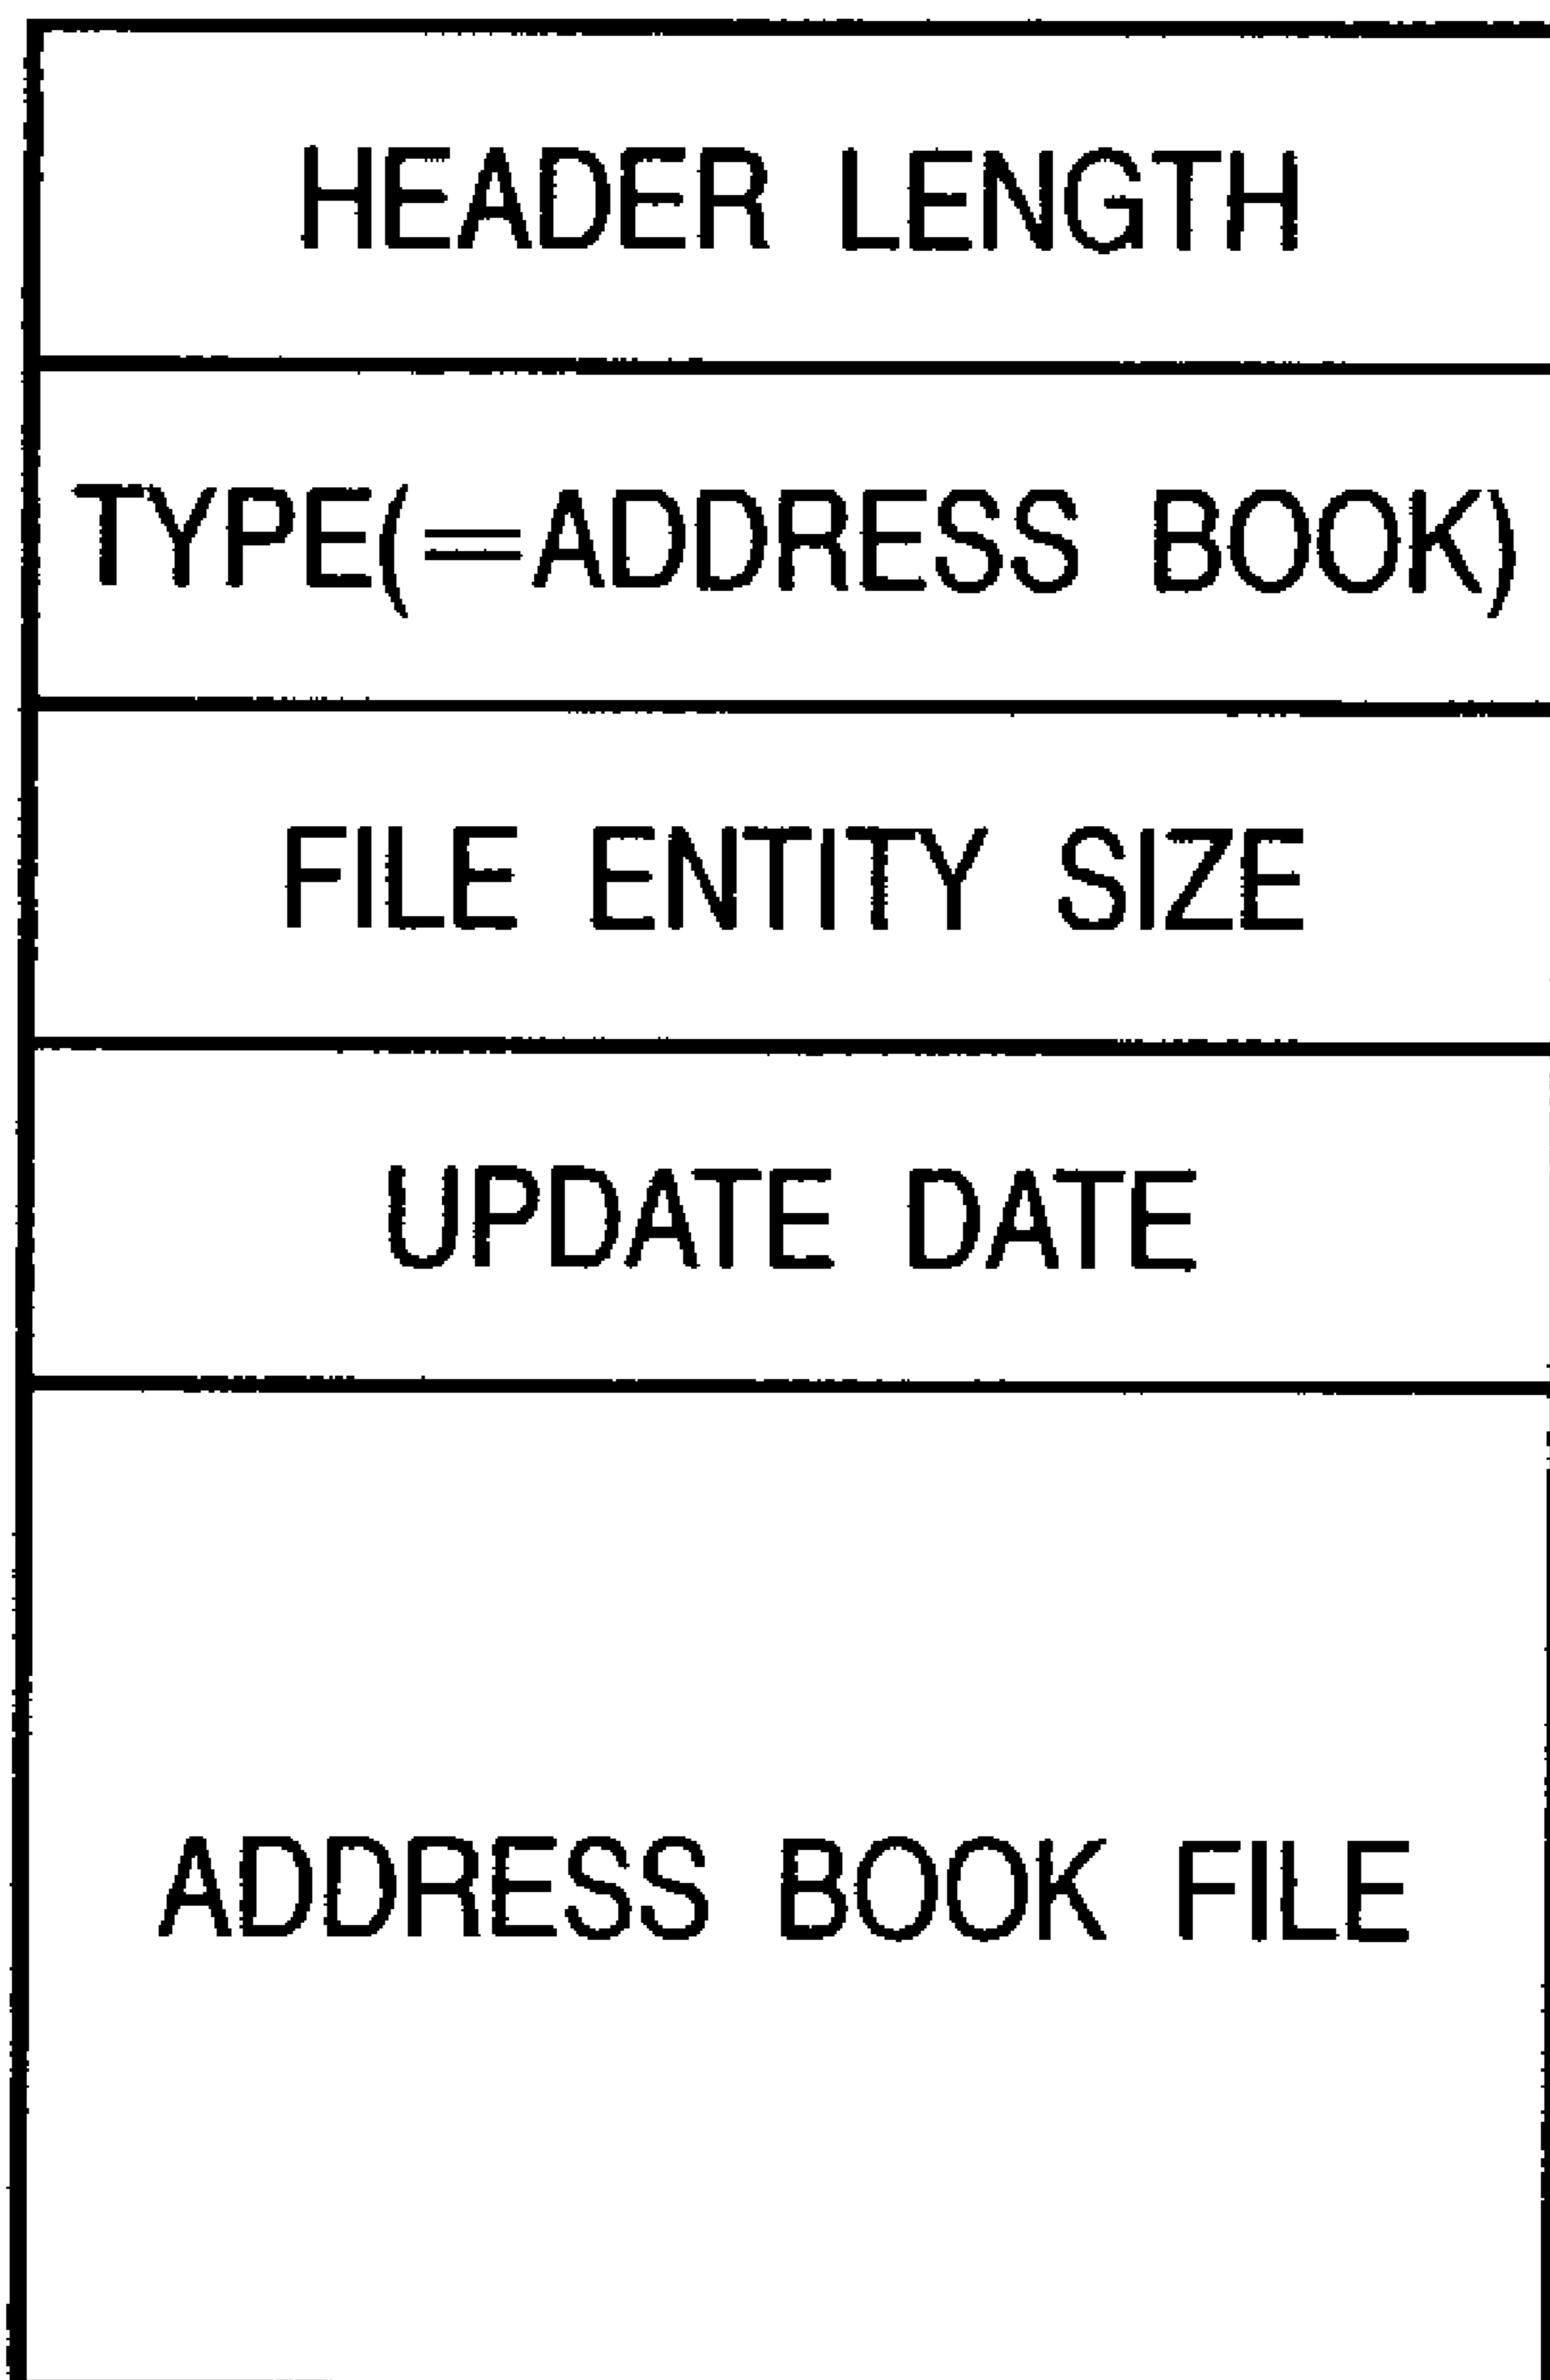 HEADER LENGTH
TYPE(=ADDRESS BOOK)
FILE ENTITY SIZE
UPDATE DATE
ADDRESS BOOK FILE